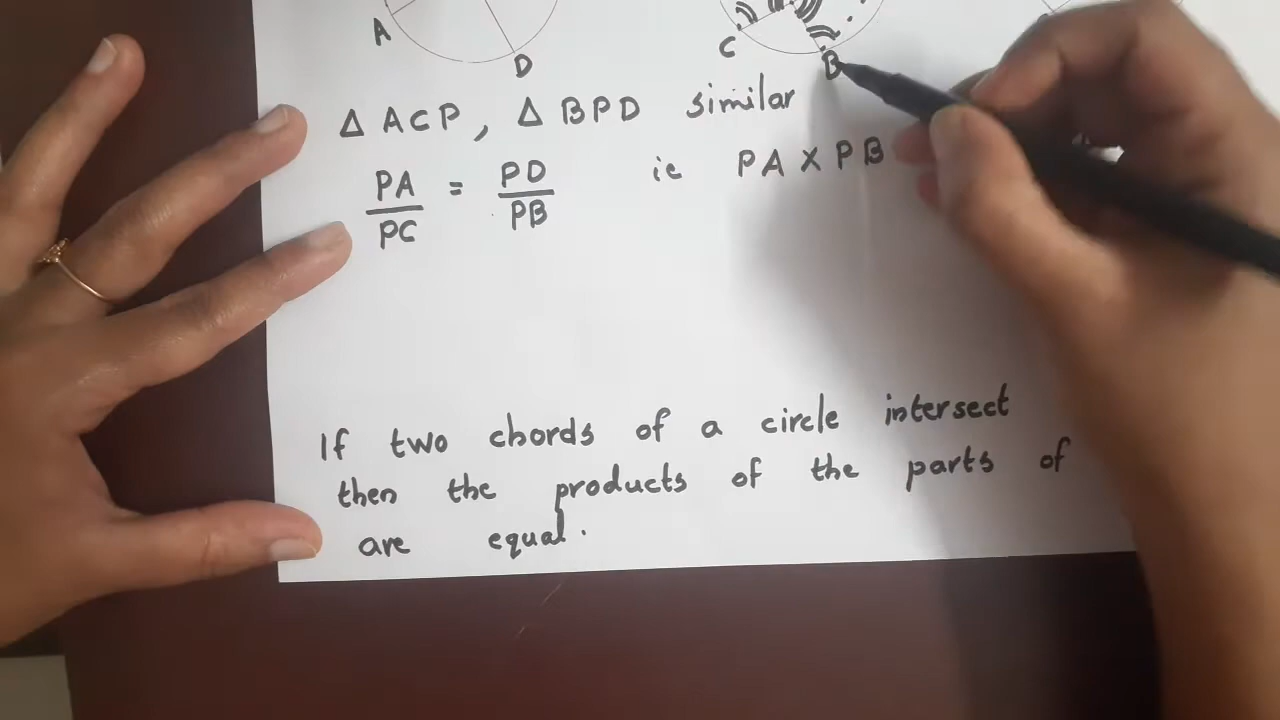 A
D
C
B
Δ ACP, Δ BPD similar
PA/PC = PD/PB ie PA X PB
If two chords of a circle intersect
then the products of the parts of
are equal.